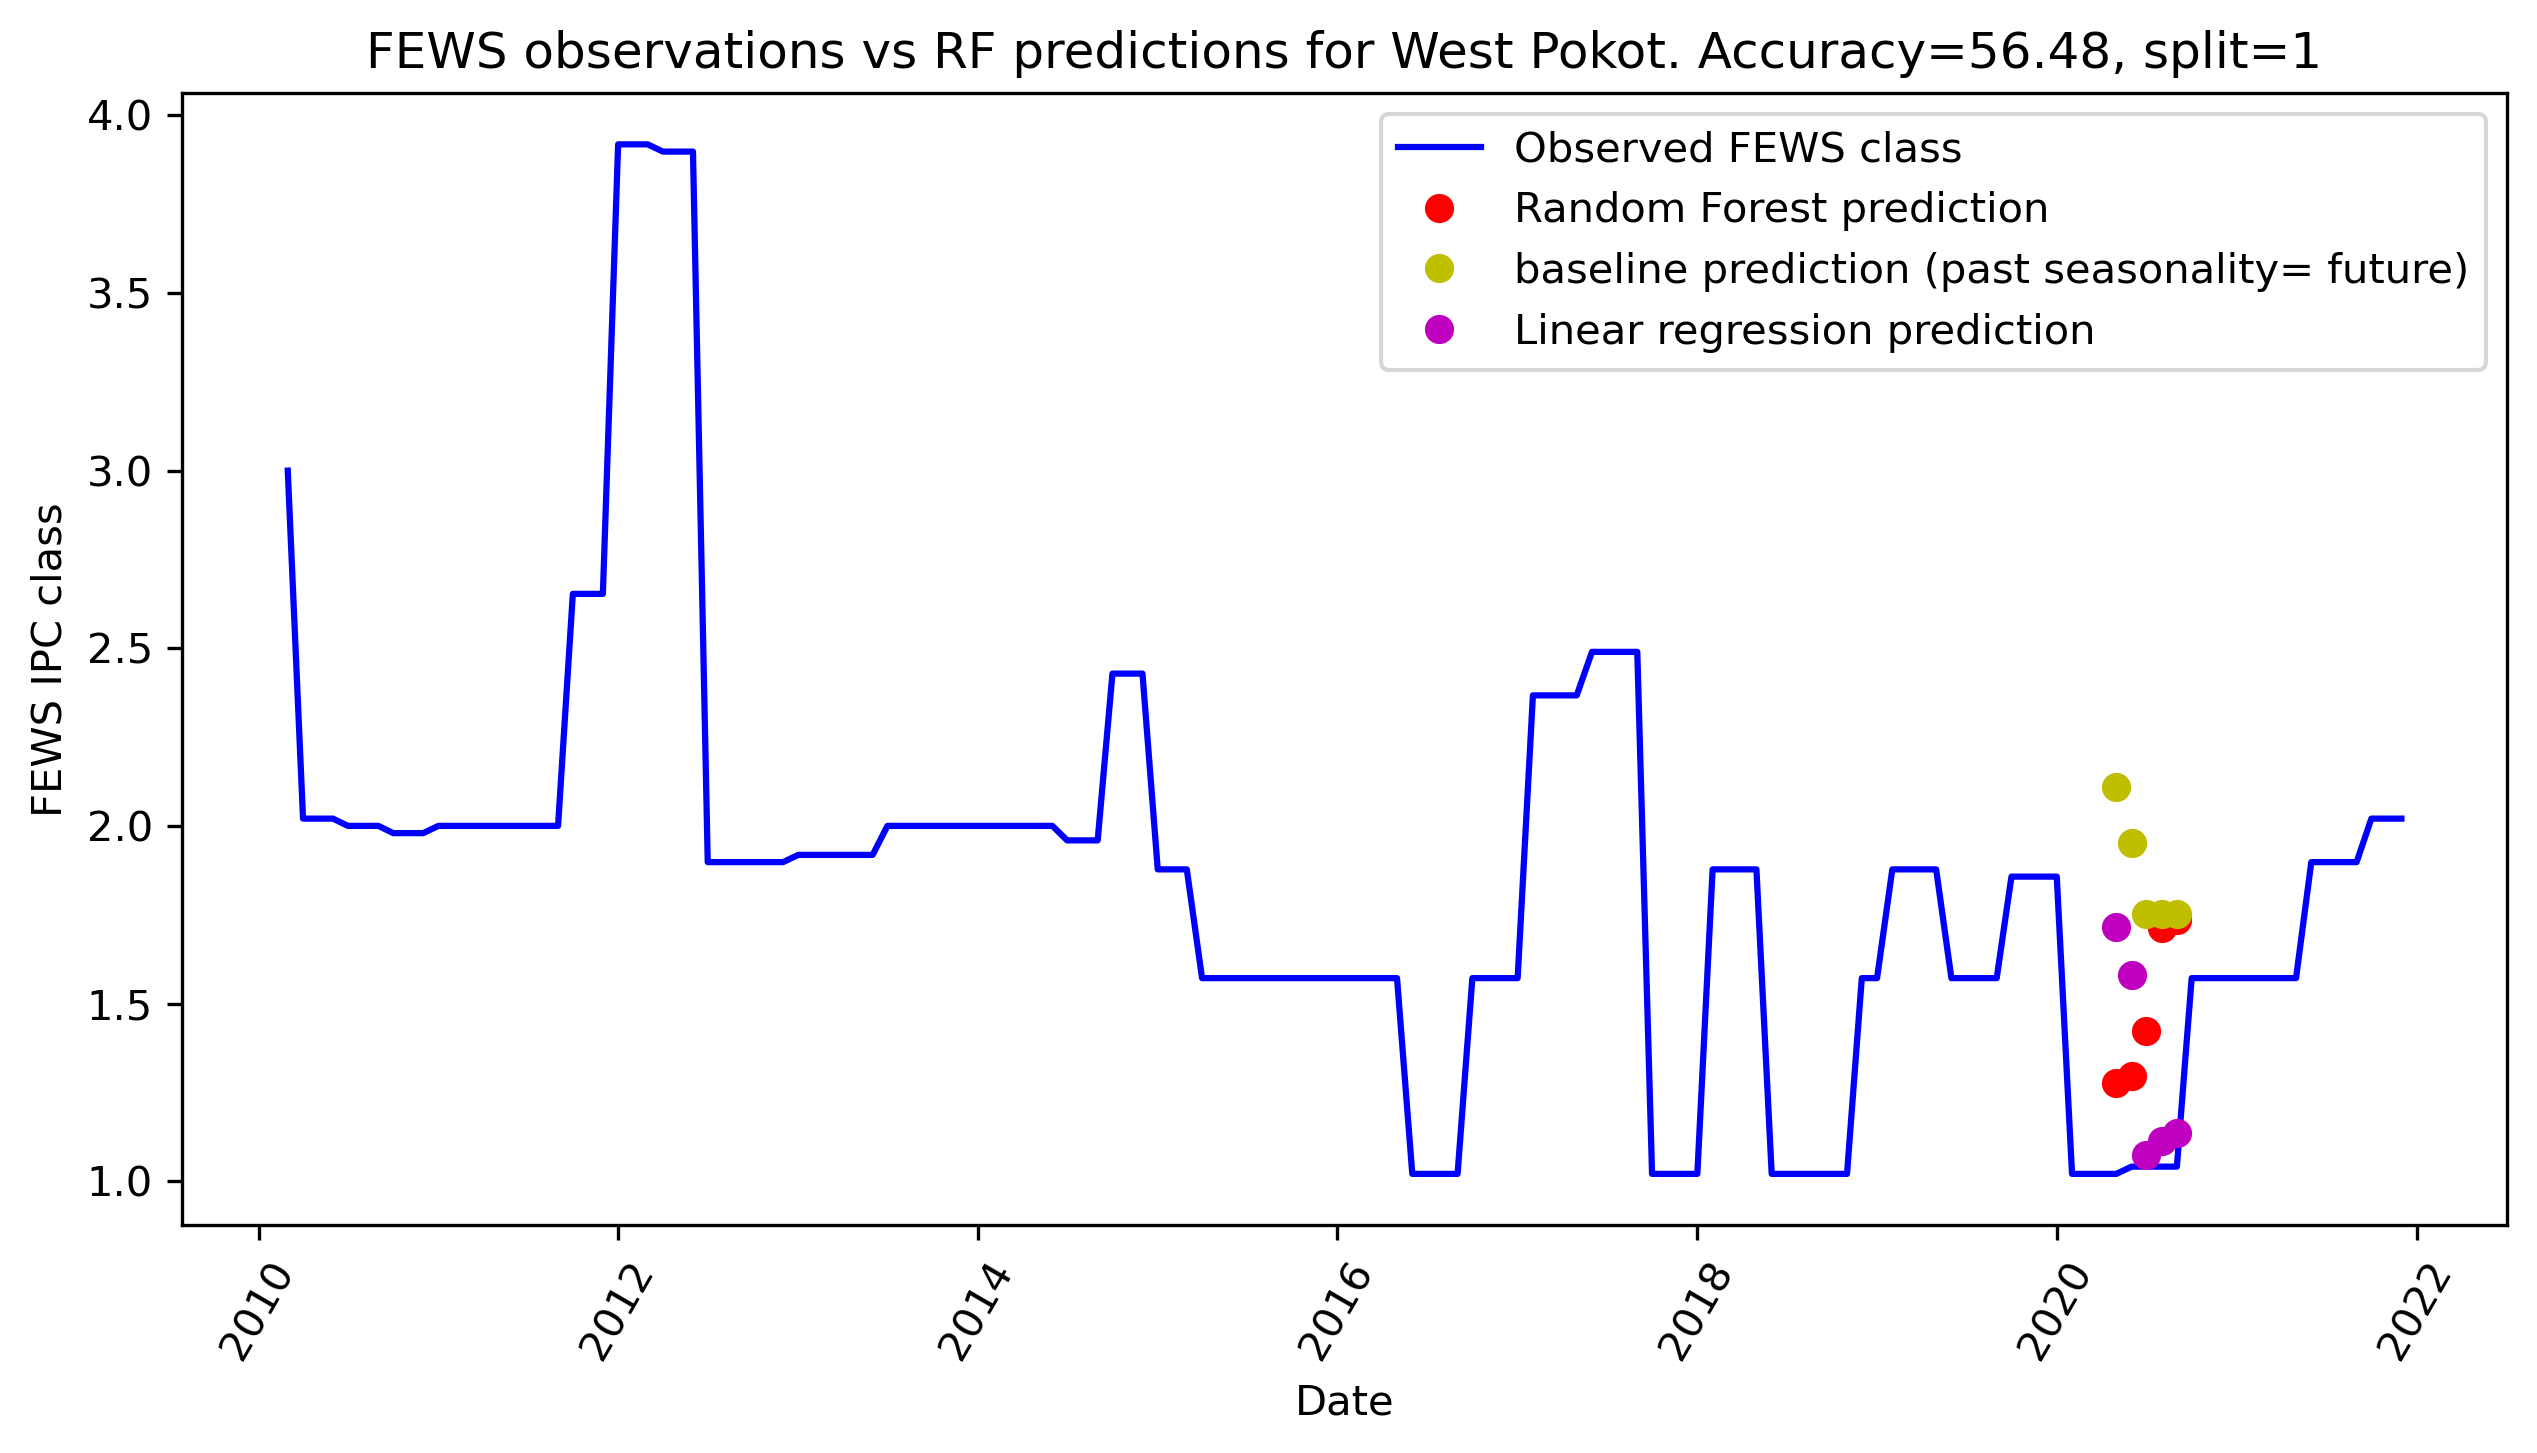 FEWS observations vs RF predictions for West Pokot. Accuracy=56.48, split=1
Observed FEWS class
Random Forest prediction
baseline prediction (past seasonality= future)
Linear regression prediction
FEWS IPC class
4.0
3.5
3.0
2.5
2.0
1.5
1.0
2010
2012
2014
2016
2018
2020
2022
Date